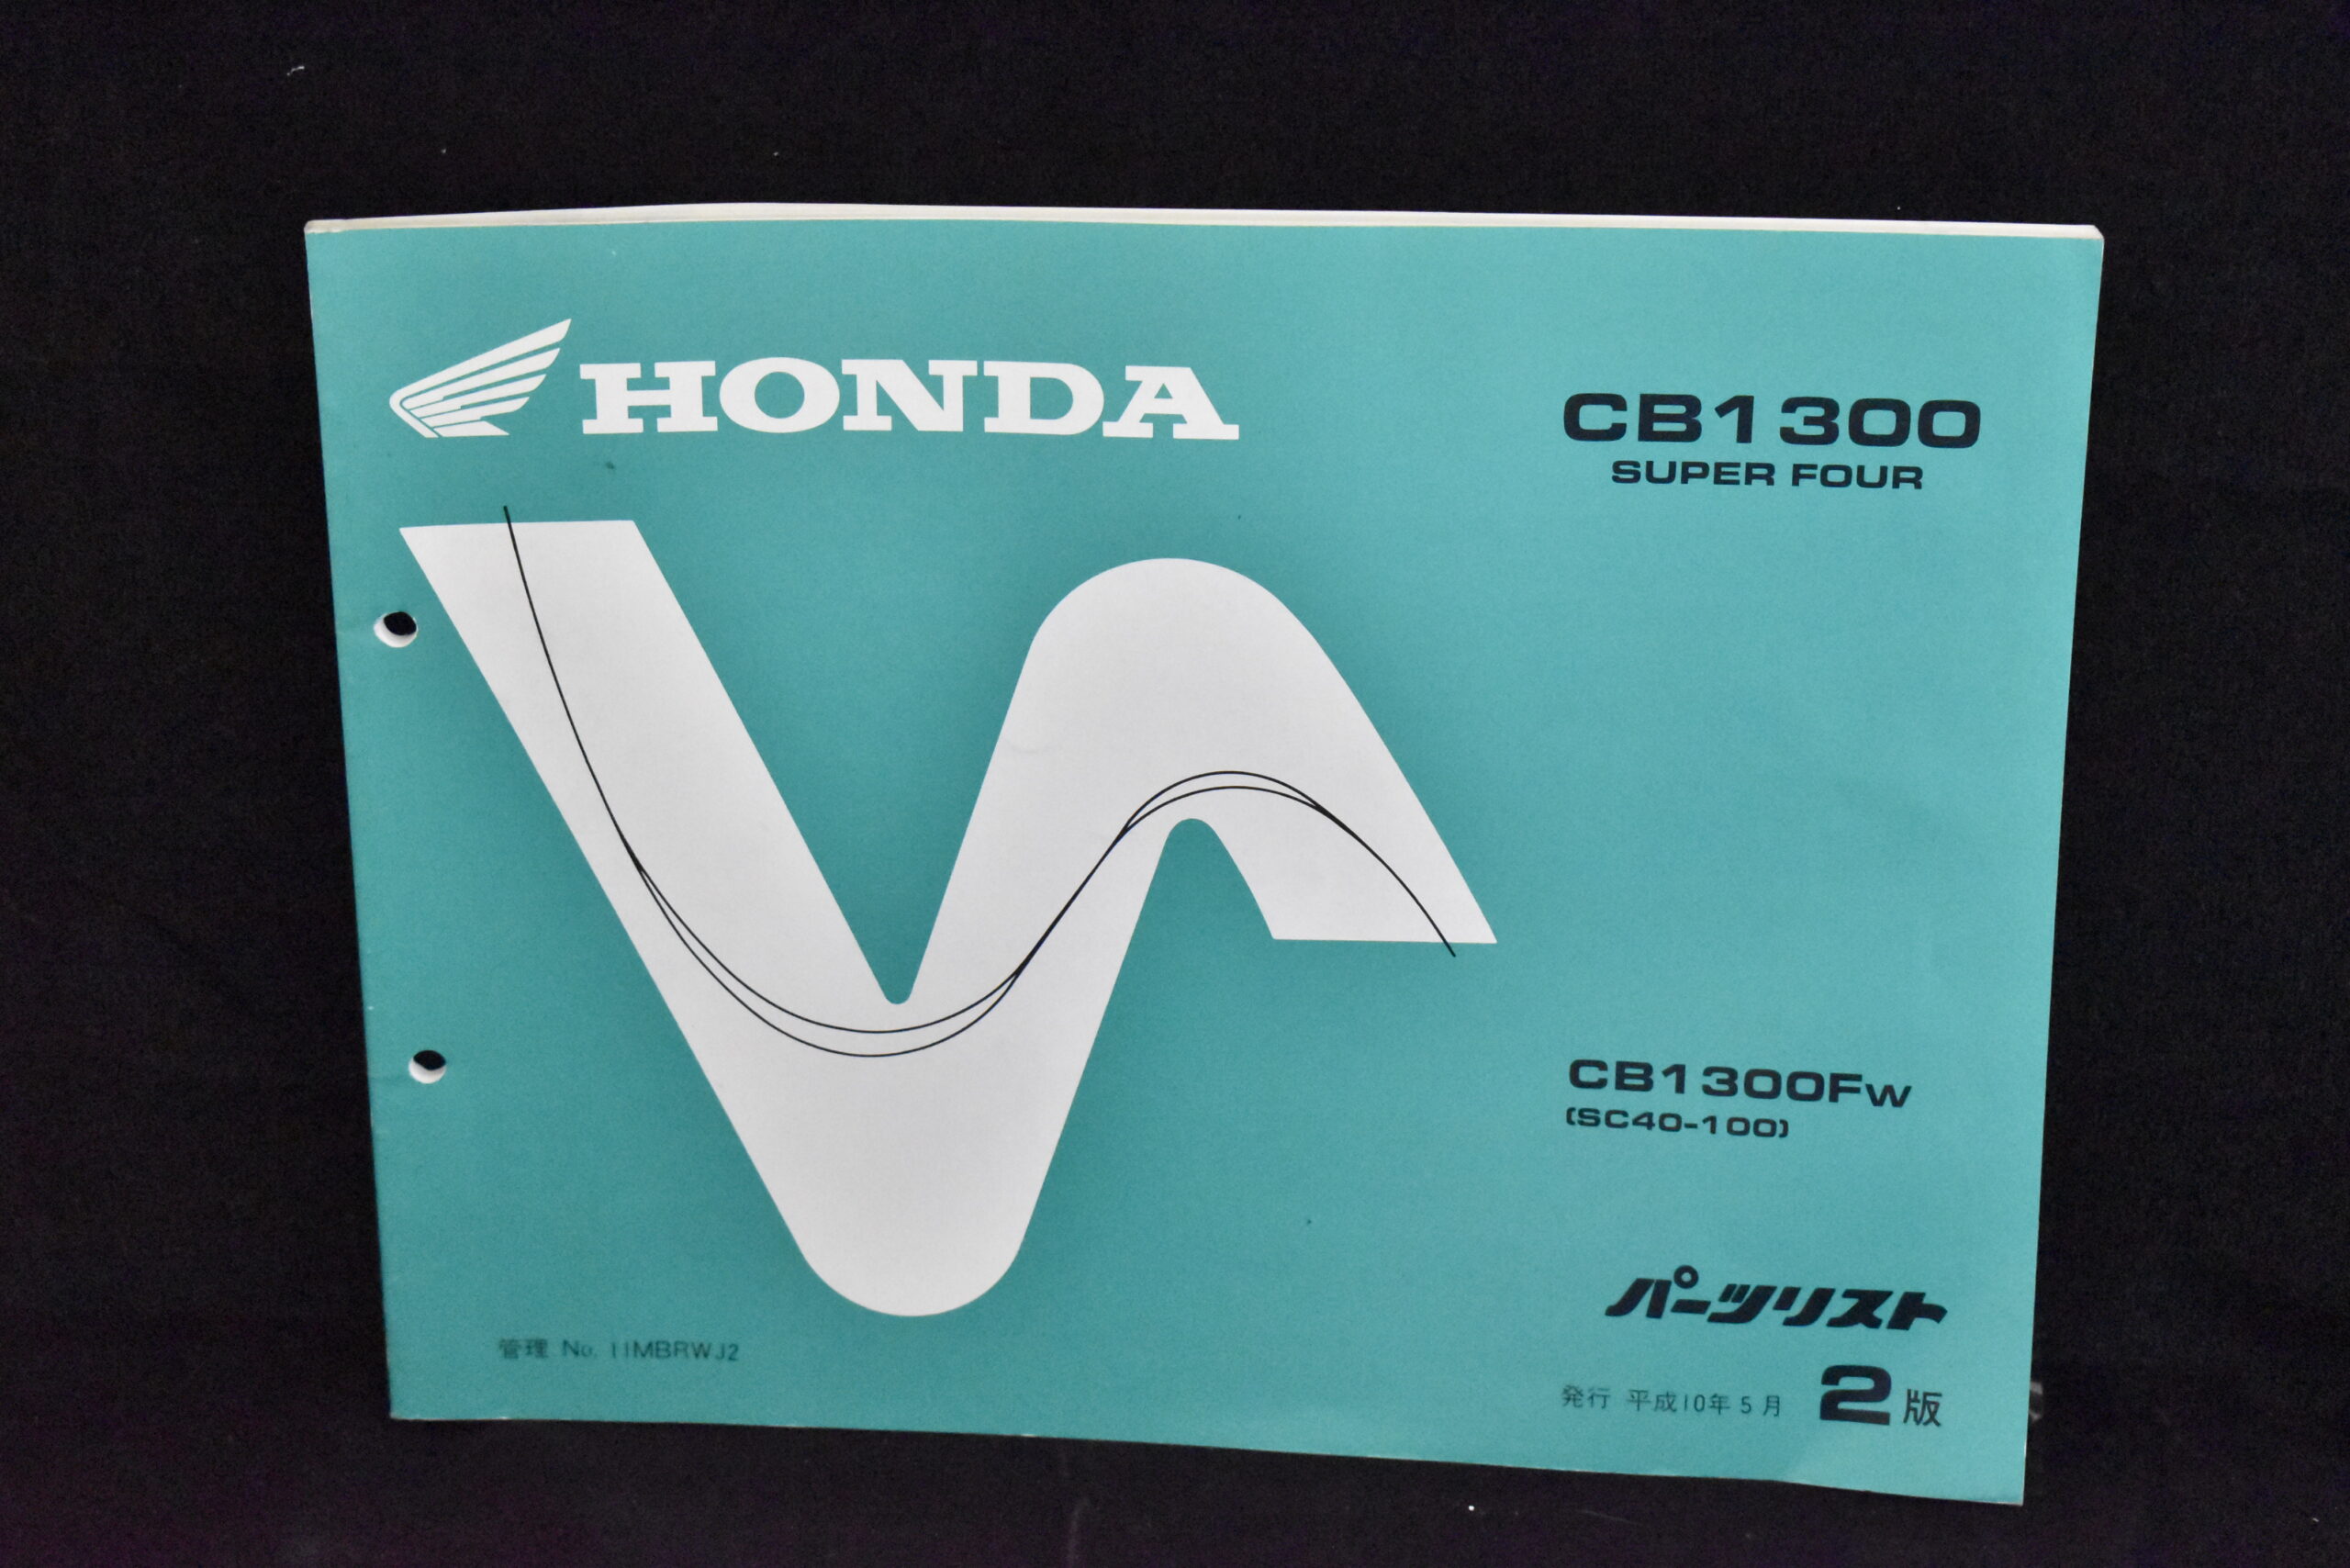 HONDA
CB1300
SUPER FOUR
CB1300FW
(SC40-100)
パーツリスト
管理 No. 11MBRWJ2
発行 平成10年5月 2版